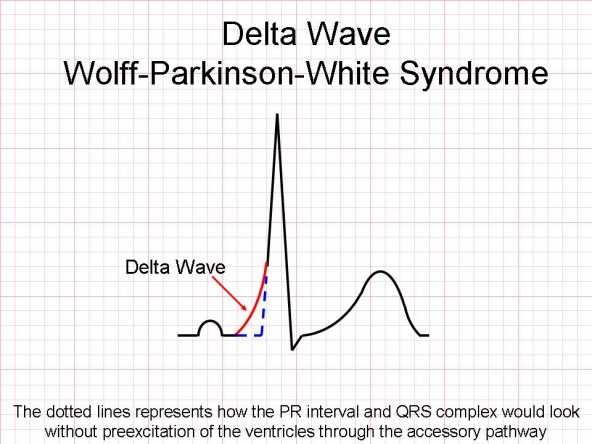 Delta Wave
Wolff-Parkinson-White Syndrome
Delta Wave
The dotted lines represents how the PR interval and QRS complex would look
without preexcitation of the ventricles through the accessory pathway